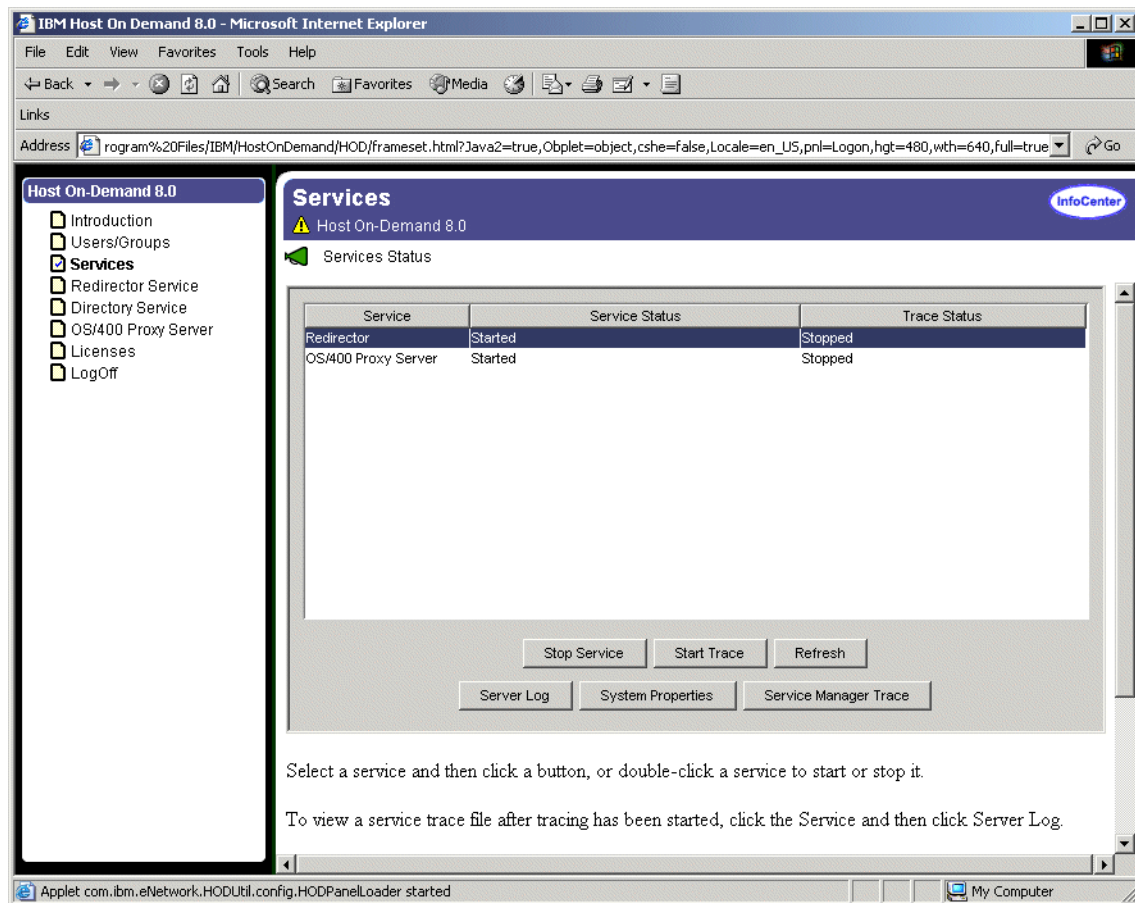 IBM Host On Demand 8.0 - Microsoft Internet Explorer
File Edit View Favorites Tools Help
Back Search Favorites Media
Links
Address rogram%20Files/IBM/HostOnDemand/HOD/frameset.html?Java2=true,Obplet=object,cshe=false,Locale=en_US,pnl=Logon,hgt=480,wth=640,full=true Go
Host On-Demand 8.0
Introduction
Users/Groups
Services
Redirector Service
Directory Service
OS/400 Proxy Server
Licenses
LogOff
Services
InfoCenter
Host On-Demand 8.0
Services Status
Service Service Status Trace Status
Redirector Started Stopped
OS/400 Proxy Server Started Stopped
Stop Service Start Trace Refresh
Server Log System Properties Service Manager Trace
Select a service and then click a button, or double-click a service to start or stop it.
To view a service trace file after tracing has been started, click the Service and then click Server Log.
Applet com.ibm.eNetwork.HODUtil.config.HODPanelLoader started My Computer